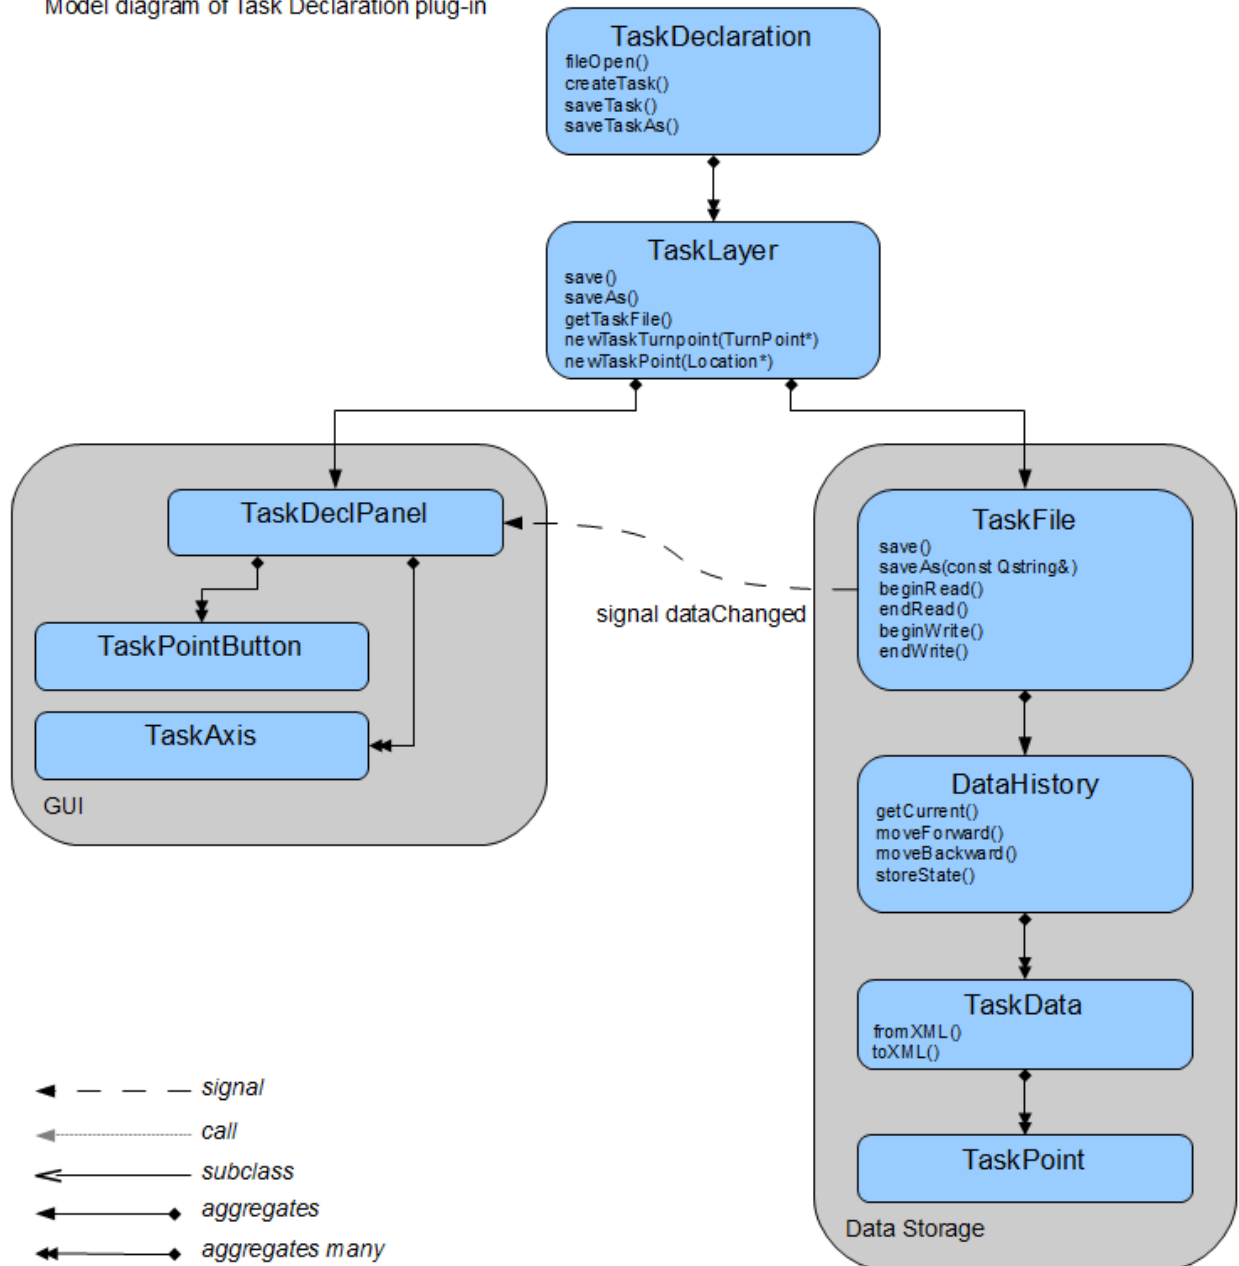 Model diagram of Task Declaration plug-in
TaskDeclaration
fileOpen()
createTask()
saveTask()
saveTaskAs()
TaskLayer
save()
saveAs()
getTaskFile()
newTaskTurnpoint(TurnPoint*)
newTaskPoint(Location*)
TaskDeclPanel
TaskPointButton
TaskAxis
GUI
signal dataChanged
TaskFile
save()
saveAs(const Qstring&)
beginRead()
endRead()
beginWrite()
endWrite()
DataHistory
getCurrent()
moveForward()
moveBackward()
storeState()
TaskData
fromXML()
toXML()
TaskPoint
Data Storage
signal
call
subclass
aggregates
aggregates many